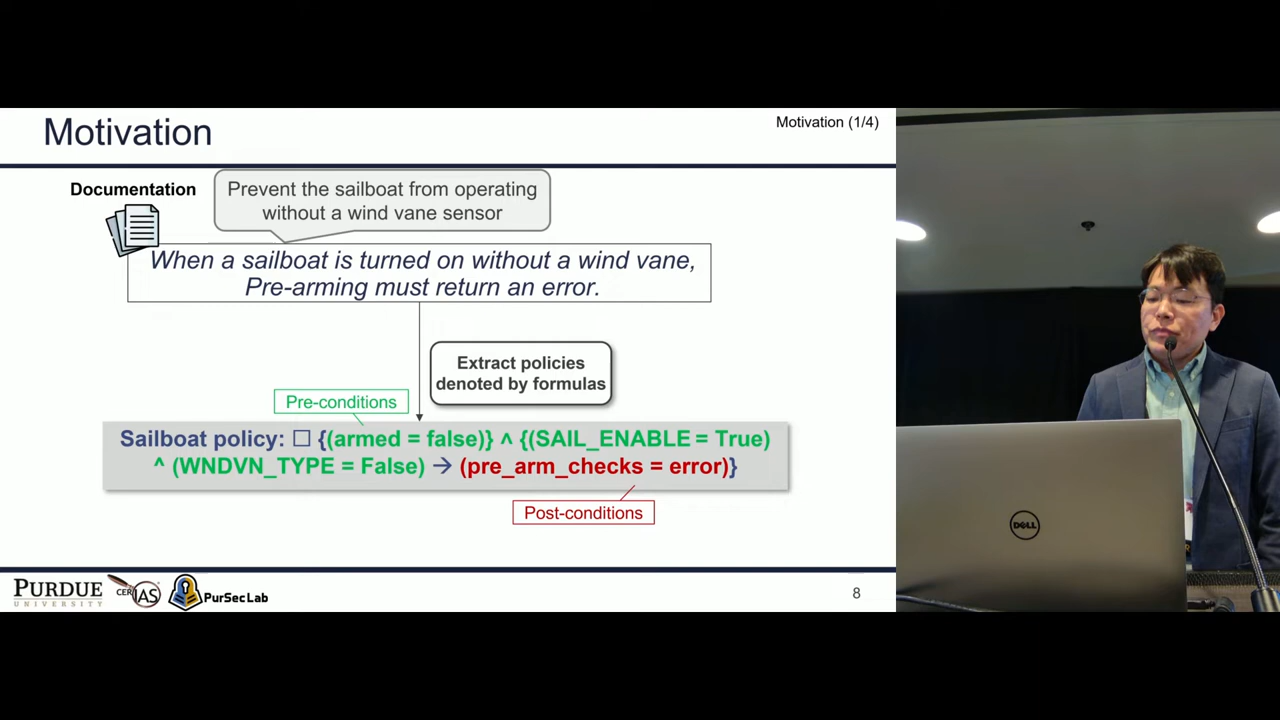 Motivation
Motivation (1/4)
Documentation
Prevent the sailboat from operating
without a wind vane sensor
When a sailboat is turned on without a wind vane,
Pre-arming must return an error.
Extract policies
denoted by formulas
Pre-conditions
Sailboat policy: □ {(armed = false)} ^ {(SAIL_ENABLE = True)
^ (WNDVN_TYPE = False) → (pre_arm_checks = error)}
Post-conditions
PURDUE
UNIVERSITY
CERIAS
PurSecLab
8
DELL